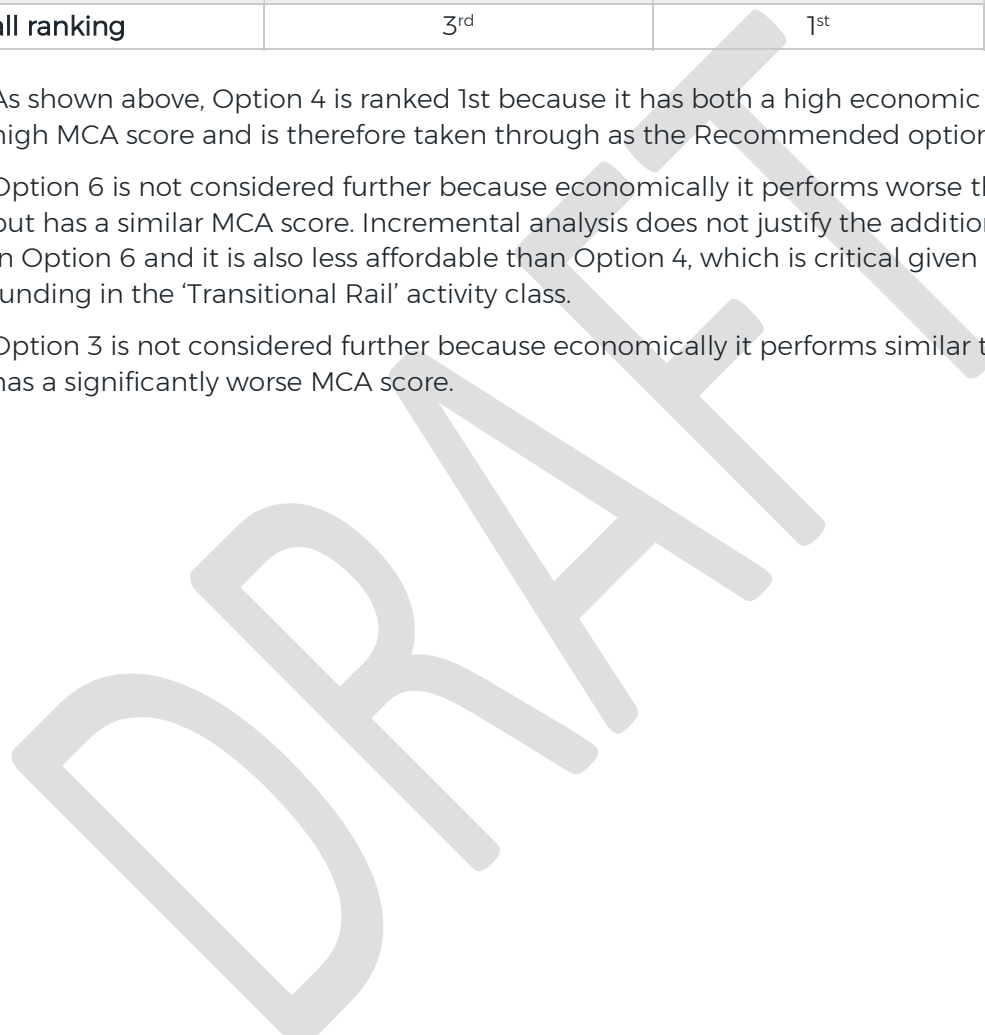 all ranking 3rd 1st
As shown above, Option 4 is ranked 1st because it has both a high economic
high MCA score and is therefore taken through as the Recommended option
Option 6 is not considered further because economically it performs worse th
but has a similar MCA score. Incremental analysis does not justify the addition
in Option 6 and it is also less affordable than Option 4, which is critical given
funding in the ‘Transitional Rail’ activity class.
Option 3 is not considered further because economically it performs similar t
has a significantly worse MCA score.
DRAFT